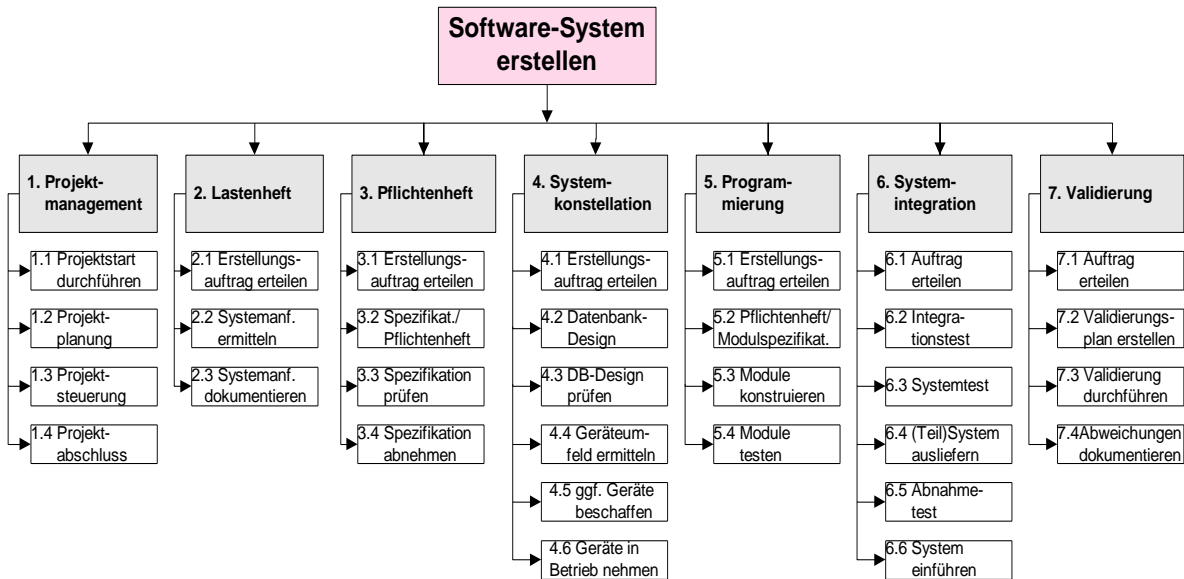 Software-System
erstellen
1. Projekt-
management
1.1 Projektstart
durchführen
1.2 Projekt-
planung
1.3 Projekt-
steuerung
1.4 Projekt-
abschluss
2. Lastenheft
2.1 Erstellungs-
auftrag erteilen
2.2 Systemanf.
ermitteln
2.3 Systemanf.
dokumentieren
3. Pflichtenheft
3.1 Erstellungs-
auftrag erteilen
3.2 Spezifikat./
Pflichtenheft
3.3 Spezifikation
prüfen
3.4 Spezifikation
abnehmen
4. System-
konstellation
4.1 Erstellungs-
auftrag erteilen
4.2 Datenbank-
Design
4.3 DB-Design
prüfen
4.4 Geräteum-
feld ermitteln
4.5 ggf. Geräte
beschaffen
4.6 Geräte in
Betrieb nehmen
5. Program-
mierung
5.1 Erstellungs-
auftrag erteilen
5.2 Pflichtenheft/
Modulspezifikat.
5.3 Module
konstruieren
5.4 Module
testen
6. System-
integration
6.1 Auftrag
erteilen
6.2 Integra-
tionstest
6.3 Systemtest
6.4 (Teil)System
ausliefern
6.5 Abnahme-
test
6.6 System
einführen
7. Validierung
7.1 Auftrag
erteilen
7.2 Validierungs-
plan erstellen
7.3 Validierung
durchführen
7.4Abweichungen
dokumentieren